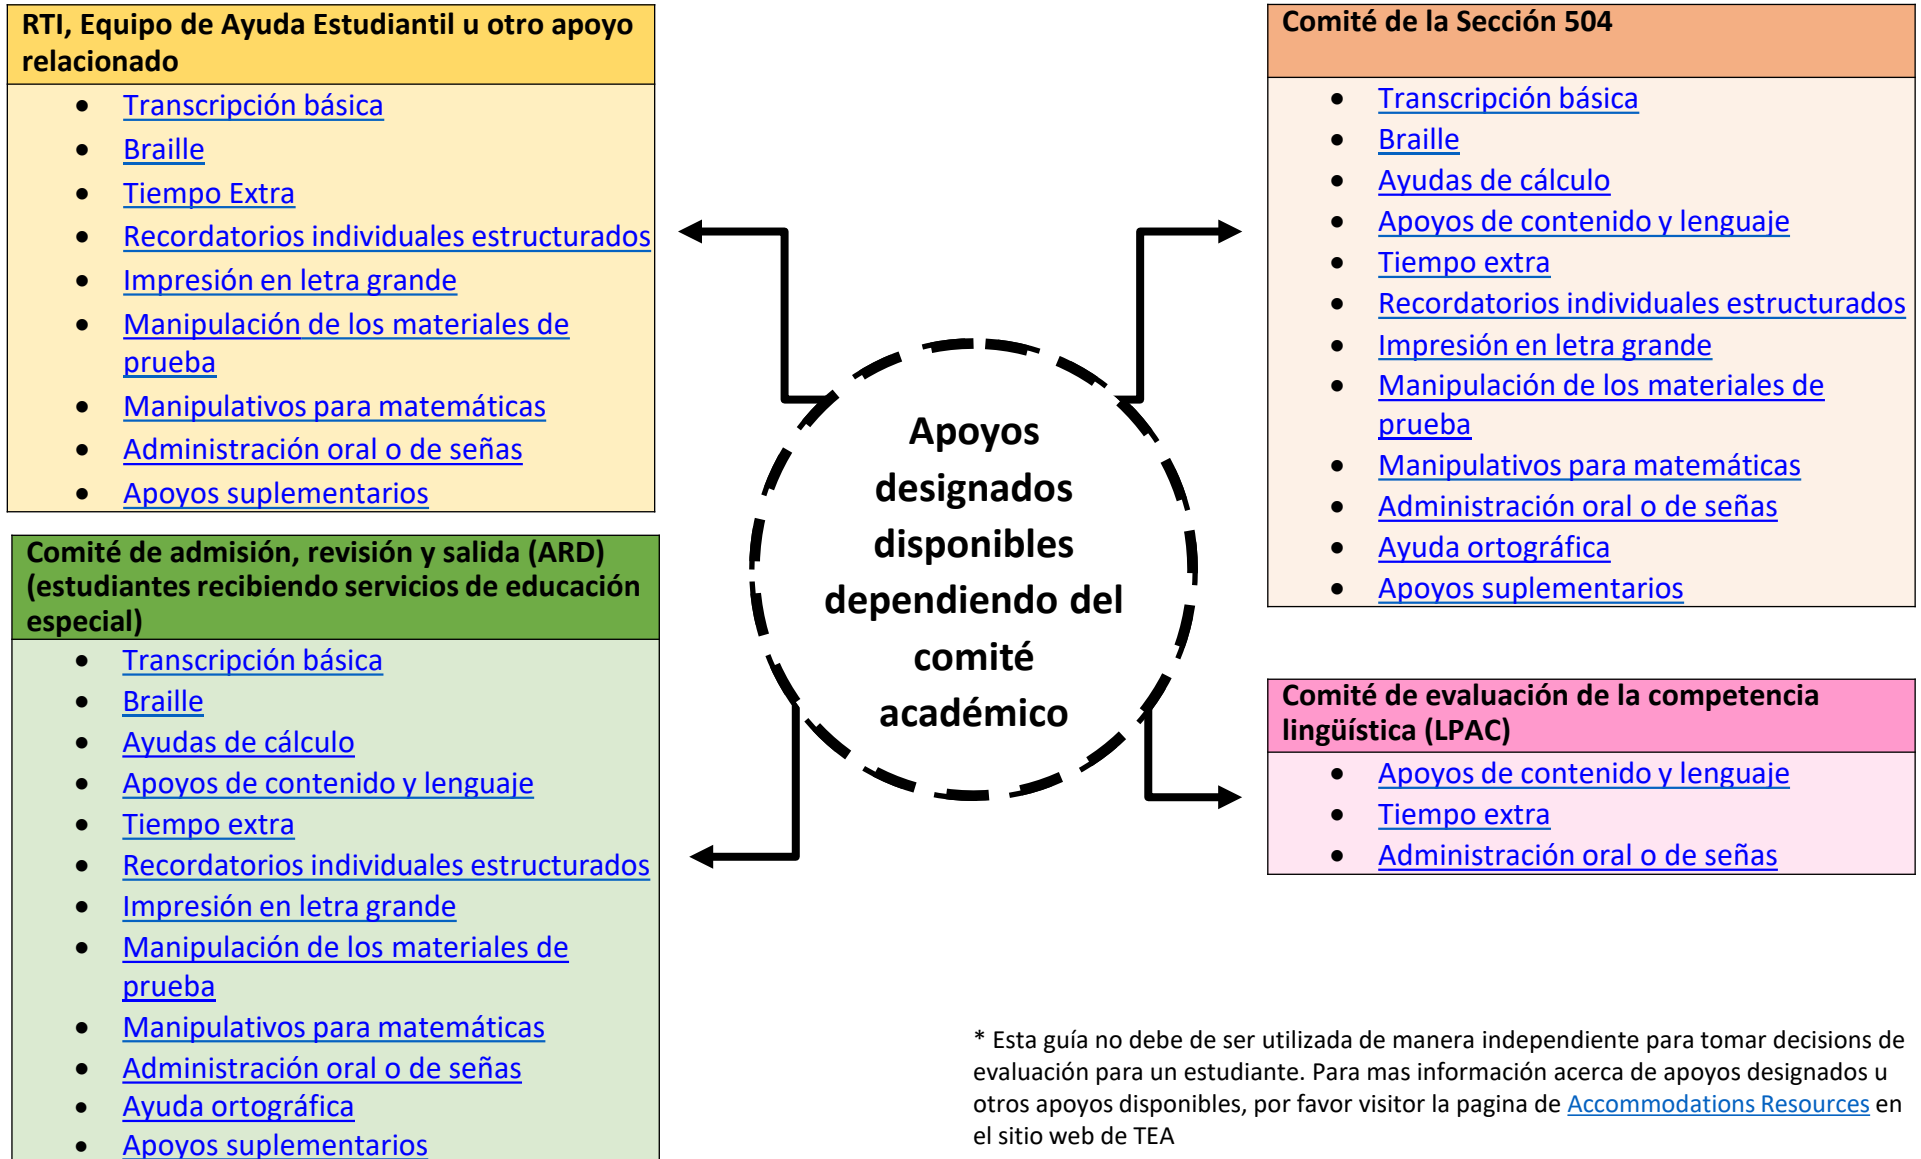 RTI, Equipo de Ayuda Estudiantil u otro apoyo
relacionado
• Transcripción básica
• Braille
• Tiempo Extra
• Recordatorios individuales estructurados
• Impresión en letra grande
• Manipulación de los materiales de
prueba
• Manipulativos para matemáticas
• Administración oral o de señas
• Apoyos suplementarios
Comité de admisión, revisión y salida (ARD)
(estudiantes recibiendo servicios de educación
especial)
• Transcripción básica
• Braille
• Ayudas de cálculo
• Apoyos de contenido y lenguaje
• Tiempo extra
• Recordatorios individuales estructurados
• Impresión en letra grande
• Manipulación de los materiales de
prueba
• Manipulativos para matemáticas
• Administración oral o de señas
• Ayuda ortográfica
• Apoyos suplementarios
Apoyos
designados
disponibles
dependiendo del
comité
académico
Comité de la Sección 504
• Transcripción básica
• Braille
• Ayudas de cálculo
• Apoyos de contenido y lenguaje
• Tiempo extra
• Recordatorios individuales estructurados
• Impresión en letra grande
• Manipulación de los materiales de
prueba
• Manipulativos para matemáticas
• Administración oral o de señas
• Ayuda ortográfica
• Apoyos suplementarios
Comité de evaluación de la competencia
lingüística (LPAC)
• Apoyos de contenido y lenguaje
• Tiempo extra
• Administración oral o de señas
* Esta guía no debe de ser utilizada de manera independiente para tomar decisions de
evaluación para un estudiante. Para mas información acerca de apoyos designados u
otros apoyos disponibles, por favor visitor la pagina de Accommodations Resources en
el sitio web de TEA